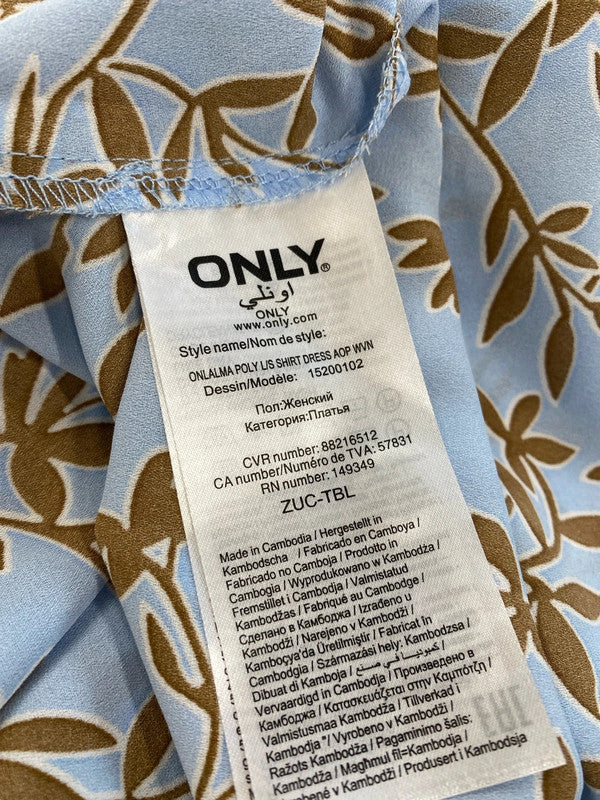 ONLY®
اونلي
ONLY
www.only.com
Style name/Nom de style:
ONLALMA POLY L/S SHIRT DRESS AOP WVN
Dessin/Modèle: 15200102
Пол:Женский
Категория:Платья
CVR number: 88216512
CA number/Numéro de TVA: 57831
RN number: 149349
ZUC-TBL
Made in Cambodia / Hergestellt in
Kambodscha / Fabricado en Camboya /
Fabricado no Camboja / Prodotto in
Cambogia / Wyprodukowano w Kambodża /
Fremstillet i Cambodja / Valmistatud
Kambodžas / Fabriqué au Cambodge /
Сделано в Камбоджа / Izrađeno u
Kambodži / Narejeno v Kambodži /
Kamboçya'da Üretilmiştir / Fabricat în
Cambodgia / Származási hely: Cambodzsa /
Dibuat di Kamboja / كمبوديا في صنع /
Vervaardigd in Cambodja / Произведено в
Камбоджа / Κατασκευάζεται στην Καμπότζη /
Valmistusmaa Kambodža / Tillverkad i
Kambodja "/ Vyrobeno v Kambodži /
Ražots Kambodža / Pagaminimo šalis:
Kambodža / Maghmul fil=Kambodja /
Kambodži / Produsert i Kambodsja
EAC